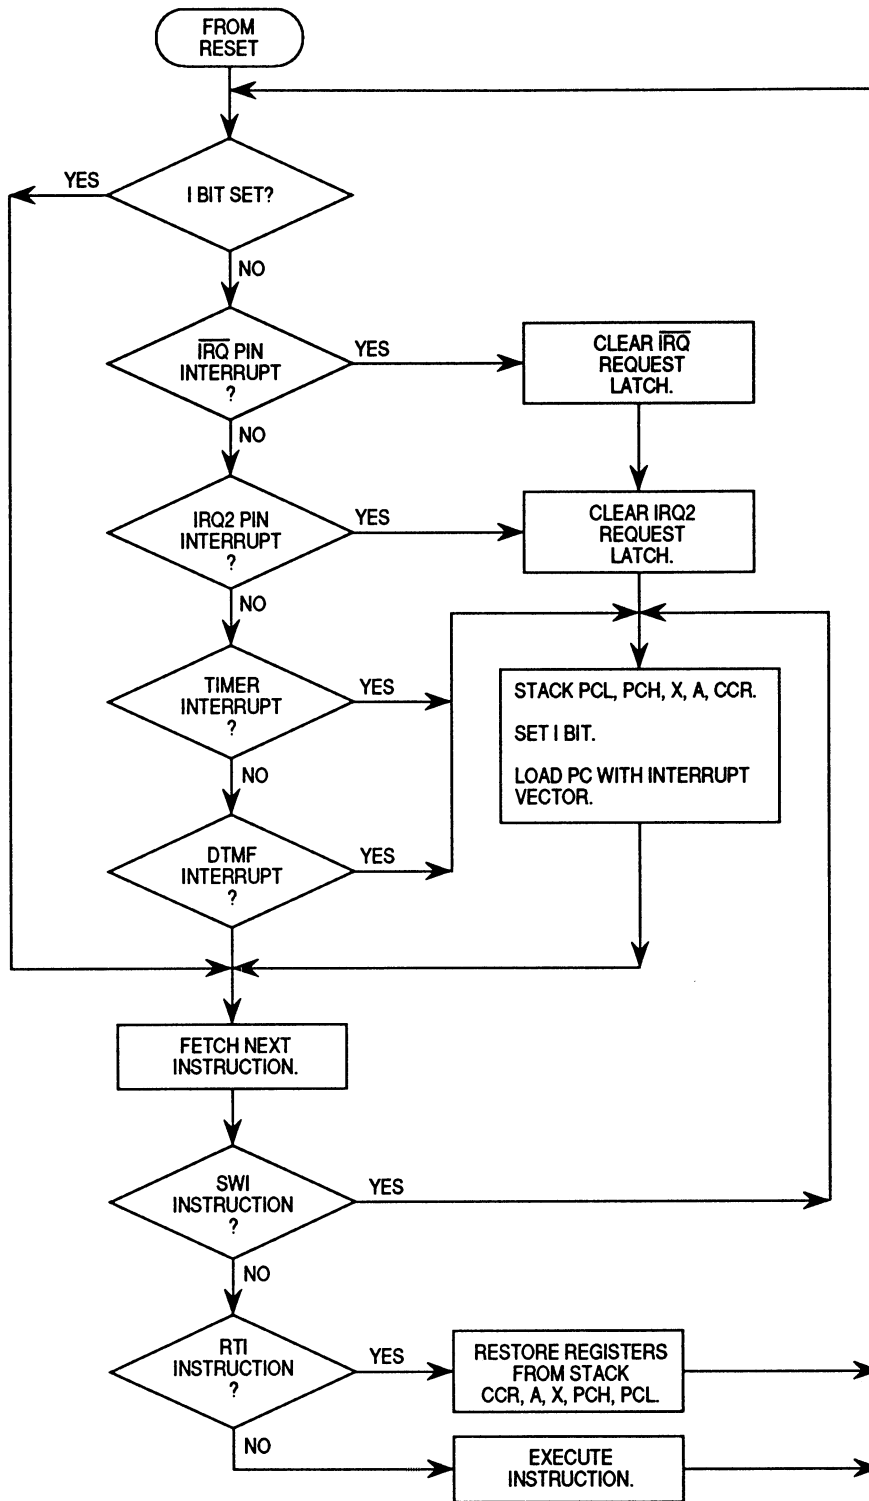 FROM
RESET
YES
I BIT SET?
NO
IRQ PIN
INTERRUPT
?
YES
CLEAR IRQ
REQUEST
LATCH.
NO
IRQ2 PIN
INTERRUPT
?
YES
CLEAR IRQ2
REQUEST
LATCH.
NO
TIMER
INTERRUPT
?
YES
STACK PCL, PCH, X, A, CCR.
SET I BIT.
LOAD PC WITH INTERRUPT
VECTOR.
NO
DTMF
INTERRUPT
?
YES
FETCH NEXT
INSTRUCTION.
SWI
INSTRUCTION
?
YES
NO
RTI
INSTRUCTION
?
YES
RESTORE REGISTERS
FROM STACK
CCR, A, X, PCH, PCL.
NO
EXECUTE
INSTRUCTION.